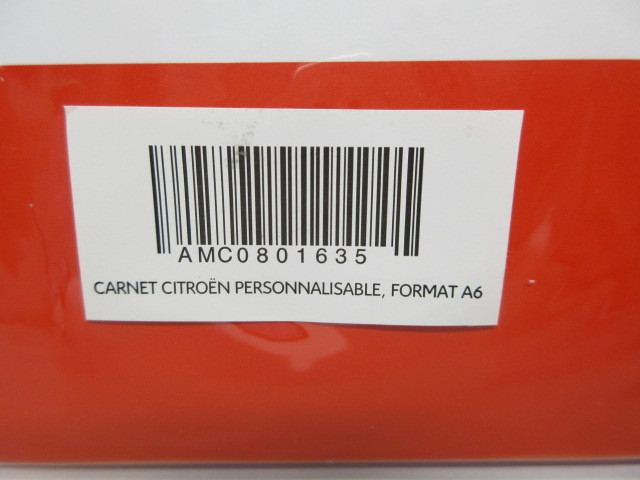 AMC0801635
CARNET CITROËN PERSONNALISABLE, FORMAT A6